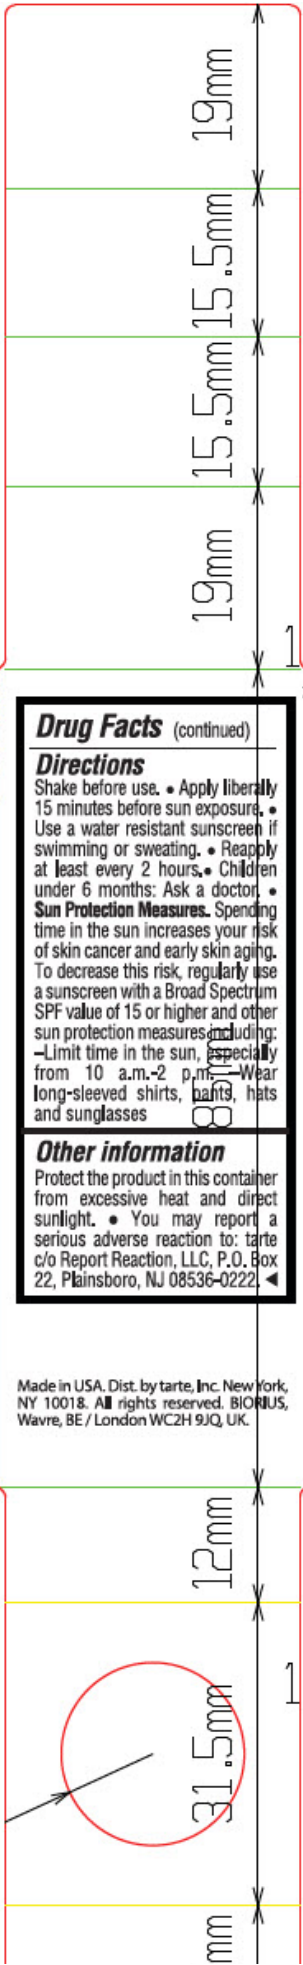 19mm
15.5mm
15.5mm
19mm
1
Drug Facts (continued)
Directions
Shake before use. • Apply liberally
15 minutes before sun exposure. •
Use a water resistant sunscreen if
swimming or sweating. • Reapply
at least every 2 hours. • Children
under 6 months: Ask a doctor. •
Sun Protection Measures. Spending
time in the sun increases your risk
of skin cancer and early skin aging.
To decrease this risk, regularly use
a sunscreen with a Broad Spectrum
SPF value of 15 or higher and other
sun protection measures including:
–Limit time in the sun, especially
from 10 a.m.-2 p.m. –Wear
long-sleeved shirts, pants, hats
and sunglasses
85mm
Other information
Protect the product in this container
from excessive heat and direct
sunlight. • You may report a
serious adverse reaction to: tarte
c/o Report Reaction, LLC, P.O. Box
22, Plainsboro, NJ 08536-0222. ◄
Made in USA. Dist. by tarte, Inc. New York,
NY 10018. All rights reserved. BIORIUS,
Wavre, BE / London WC2H 9JQ, UK.
12mm
1
31.5mm
mm